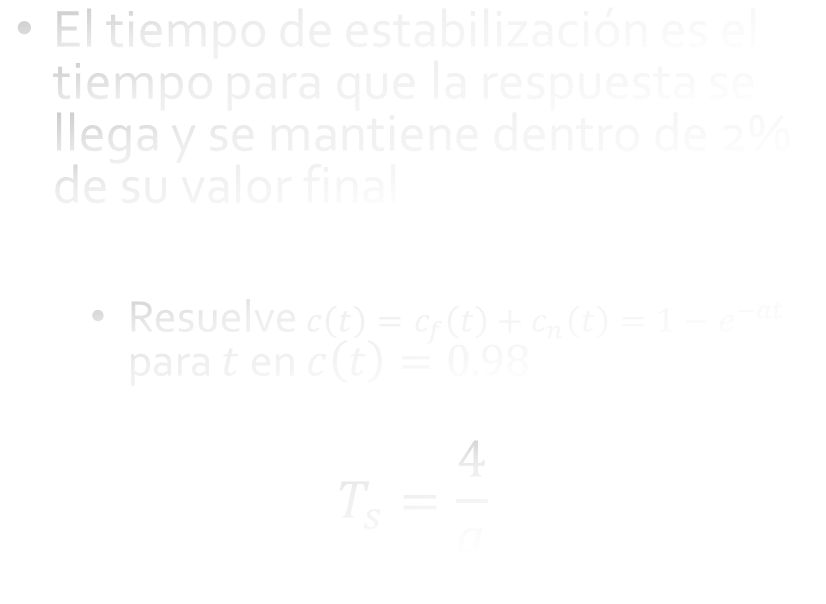 • El tiempo de estabilización es el
tiempo para que la respuesta se
llega y se mantiene dentro de 2%
de su valor final
• Resuelve c(t) = c_f(t) + c_n(t) = 1 − e^{−at}
para t en c(t) = 0.98
T_s = 4/a